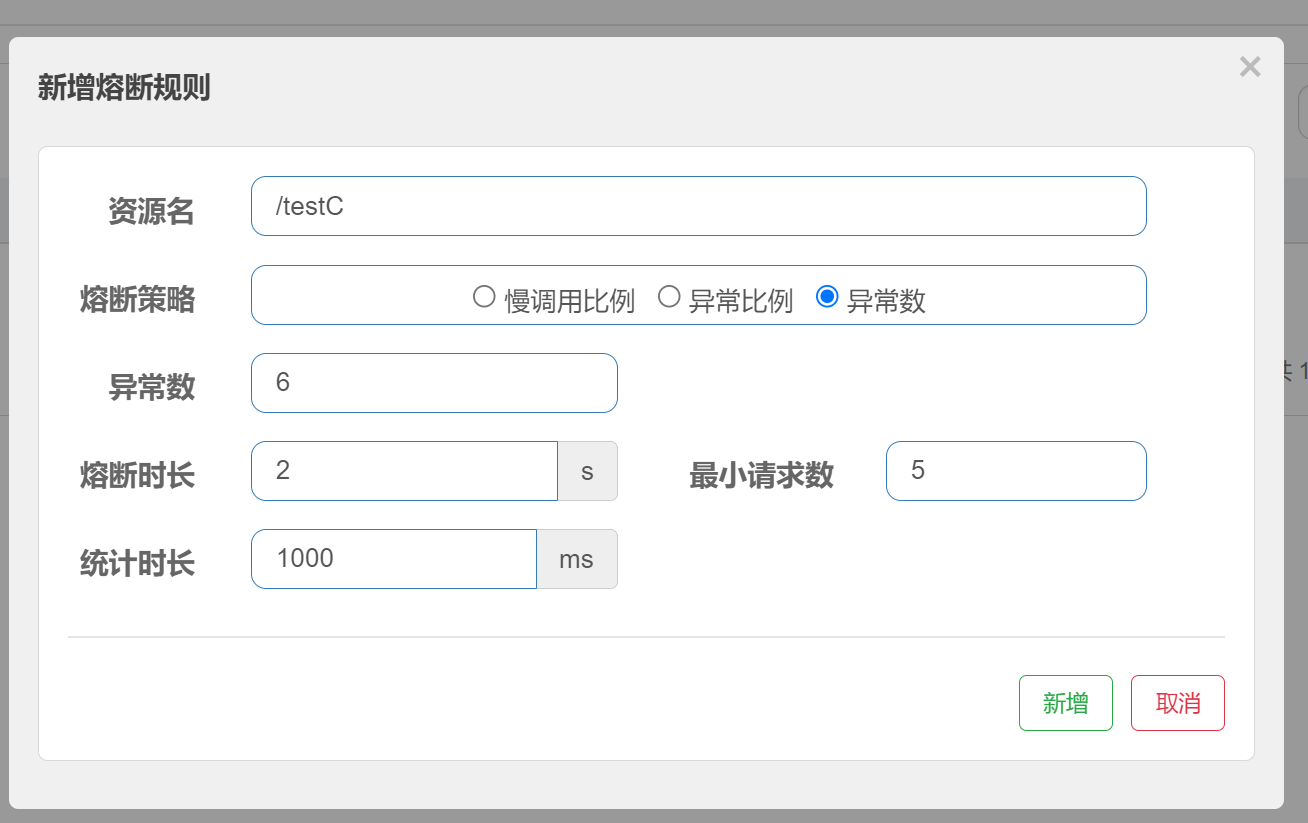 新增熔断规则
×
资源名 /testC
熔断策略 慢调用比例 异常比例 异常数
异常数 6
共 1
熔断时长 2 s 最小请求数 5
统计时长 1000 ms
新增 取消